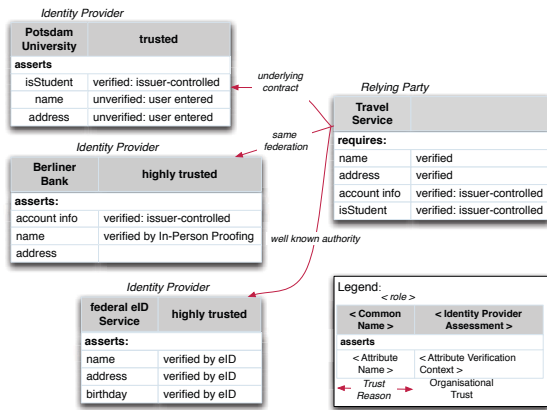 Identity Provider
Potsdam University trusted
asserts
isStudent verified: issuer-controlled
name unverified: user entered
address unverified: user entered
underlying contract
Relying Party
Travel Service
requires:
name verified
address verified
account info verified: issuer-controlled
isStudent verified: issuer-controlled
same federation
Identity Provider
Berliner Bank highly trusted
asserts:
account info verified: issuer-controlled
name verified by In-Person Proofing
address
well known authority
Identity Provider
federal eID Service highly trusted
asserts:
name verified by eID
address verified by eID
birthday verified by eID
Legend:
< role >
< Common Name > < Identity Provider Assessment >
asserts
< Attribute Name > < Attribute Verification Context >
Trust Reason Organisational Trust